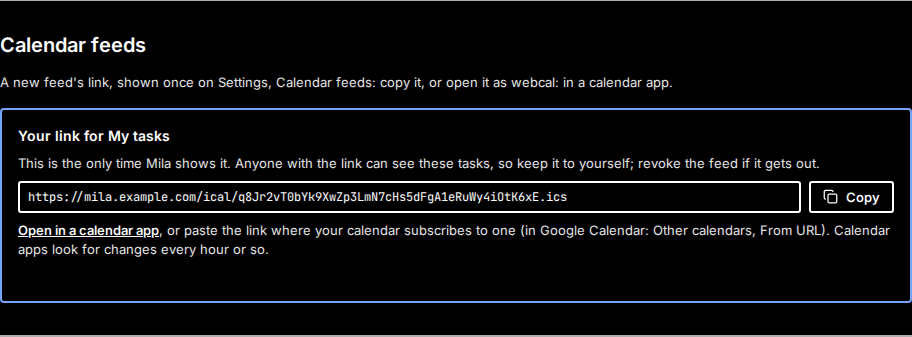 Calendar feeds
A new feed's link, shown once on Settings, Calendar feeds: copy it, or open it as webcal: in a calendar app.
Your link for My tasks
This is the only time Mila shows it. Anyone with the link can see these tasks, so keep it to yourself; revoke the feed if it gets out.
https://mila.example.com/ical/q8Jr2vT0bYk9XwZp3LmN7cHs5dFgA1eRuWy4iOtK6xE.ics
Copy
Open in a calendar app, or paste the link where your calendar subscribes to one (in Google Calendar: Other calendars, From URL). Calendar
apps look for changes every hour or so.